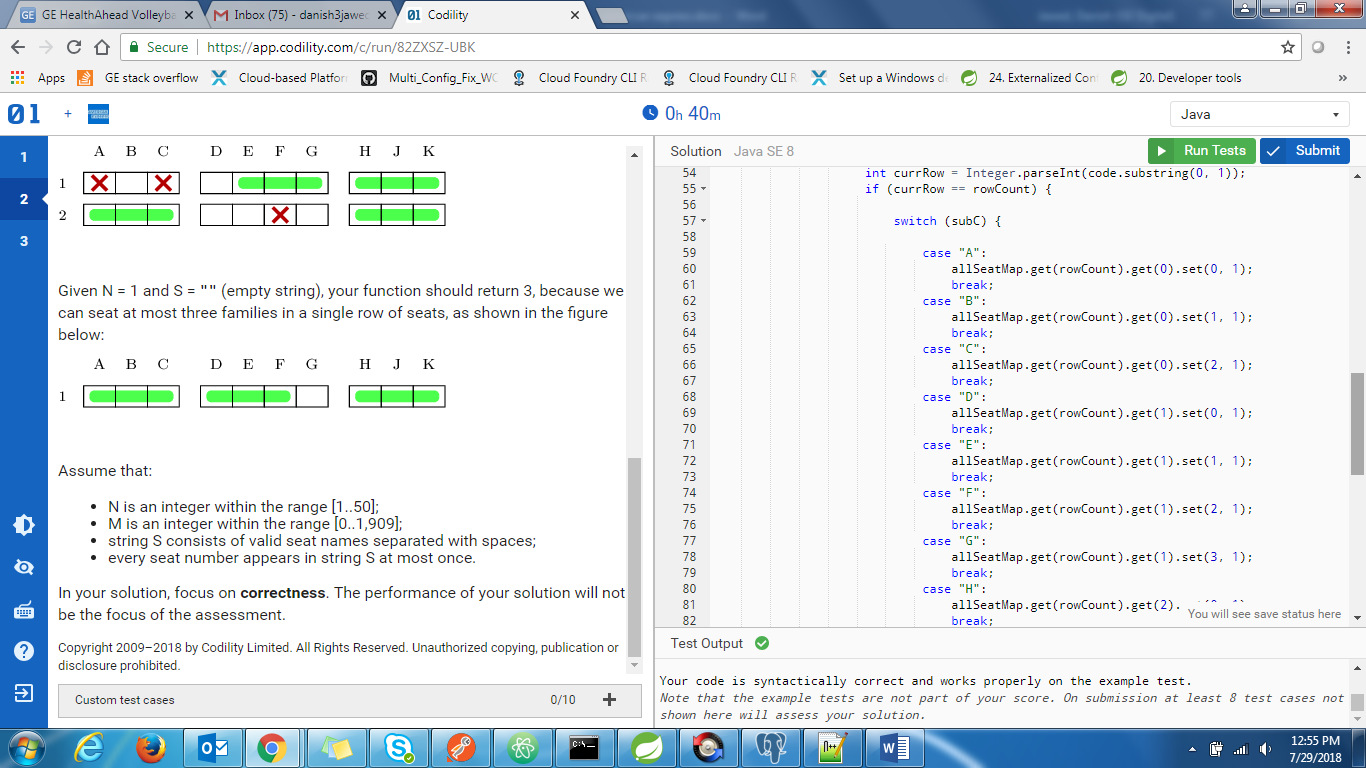 GE HealthAhead Volleyba
Inbox (75) - danish3jawed
Codility
Secure https://app.codility.com/c/run/82ZXSZ-UBK
Apps GE stack overflow Cloud-based Platfor Multi_Config_Fix_WC Cloud Foundry CLI R Cloud Foundry CLI R Set up a Windows d 24. Externalized Con 20. Developer tools »
01 + 0h 40m Java
1
2
3
A B C D E F G H J K
1
2
Given N = 1 and S = "" (empty string), your function should return 3, because we
can seat at most three families in a single row of seats, as shown in the figure
below:
A B C D E F G H J K
1
Assume that:
• N is an integer within the range [1..50];
• M is an integer within the range [0..1,909];
• string S consists of valid seat names separated with spaces;
• every seat number appears in string S at most once.
In your solution, focus on correctness. The performance of your solution will not
be the focus of the assessment.
Copyright 2009–2018 by Codility Limited. All Rights Reserved. Unauthorized copying, publication or
disclosure prohibited.
Custom test cases 0/10 +
Solution Java SE 8 Run Tests Submit
54 int currRow = Integer.parseInt(code.substring(0, 1));
55 if (currRow == rowCount) {
56
57 switch (subC) {
58
59 case "A":
60 allSeatMap.get(rowCount).get(0).set(0, 1);
61 break;
62 case "B":
63 allSeatMap.get(rowCount).get(0).set(1, 1);
64 break;
65 case "C":
66 allSeatMap.get(rowCount).get(0).set(2, 1);
67 break;
68 case "D":
69 allSeatMap.get(rowCount).get(1).set(0, 1);
70 break;
71 case "E":
72 allSeatMap.get(rowCount).get(1).set(1, 1);
73 break;
74 case "F":
75 allSeatMap.get(rowCount).get(1).set(2, 1);
76 break;
77 case "G":
78 allSeatMap.get(rowCount).get(1).set(3, 1);
79 break;
80 case "H":
81 allSeatMap.get(rowCount).get(2).
82 break;
You will see save status here
Test Output
Your code is syntactically correct and works properly on the example test.
Note that the example tests are not part of your score. On submission at least 8 test cases not
shown here will assess your solution.
12:55 PM
7/29/2018